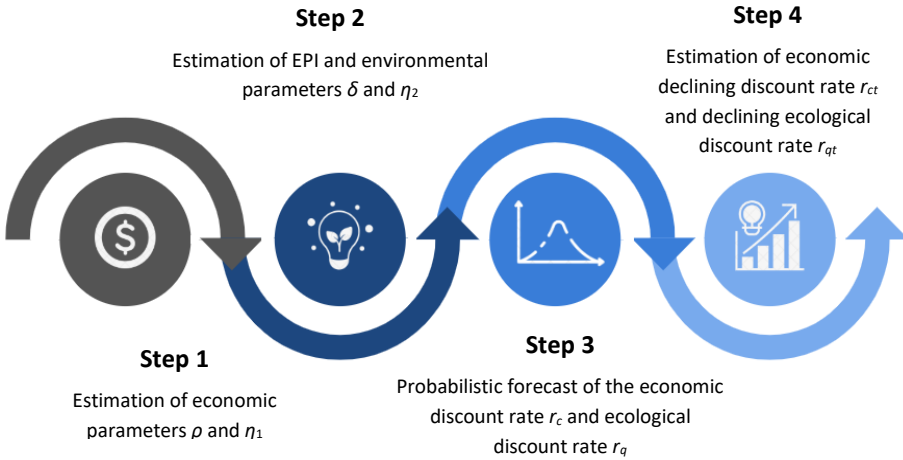 Step 1
Estimation of economic
parameters ρ and η1
Step 2
Estimation of EPI and environmental
parameters δ and η2
Step 3
Probabilistic forecast of the economic
discount rate rc and ecological
discount rate rq
Step 4
Estimation of economic
declining discount rate rct
and declining ecological
discount rate rqt
$